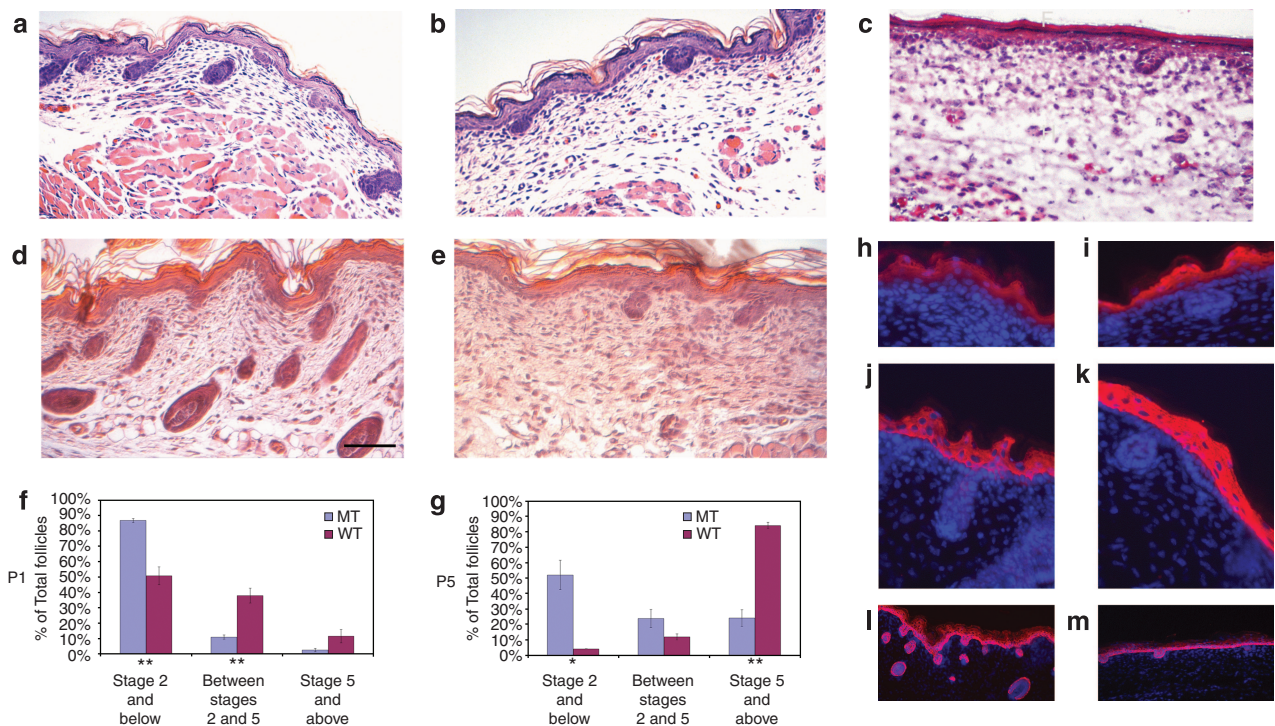 a
b
c
d
e
h
i
j
k
l
m
f
P1
% of Total follicles
100%
90%
80%
70%
60%
50%
40%
30%
20%
10%
0%
MT
WT
**
**
Stage 2
and
below
Between
stages
2 and 5
Stage 5
and
above
g
P5
% of Total follicles
100%
90%
80%
70%
60%
50%
40%
30%
20%
10%
0%
MT
WT
*
**
Stage 2
and
below
Between
stages
2 and 5
Stage 5
and
above